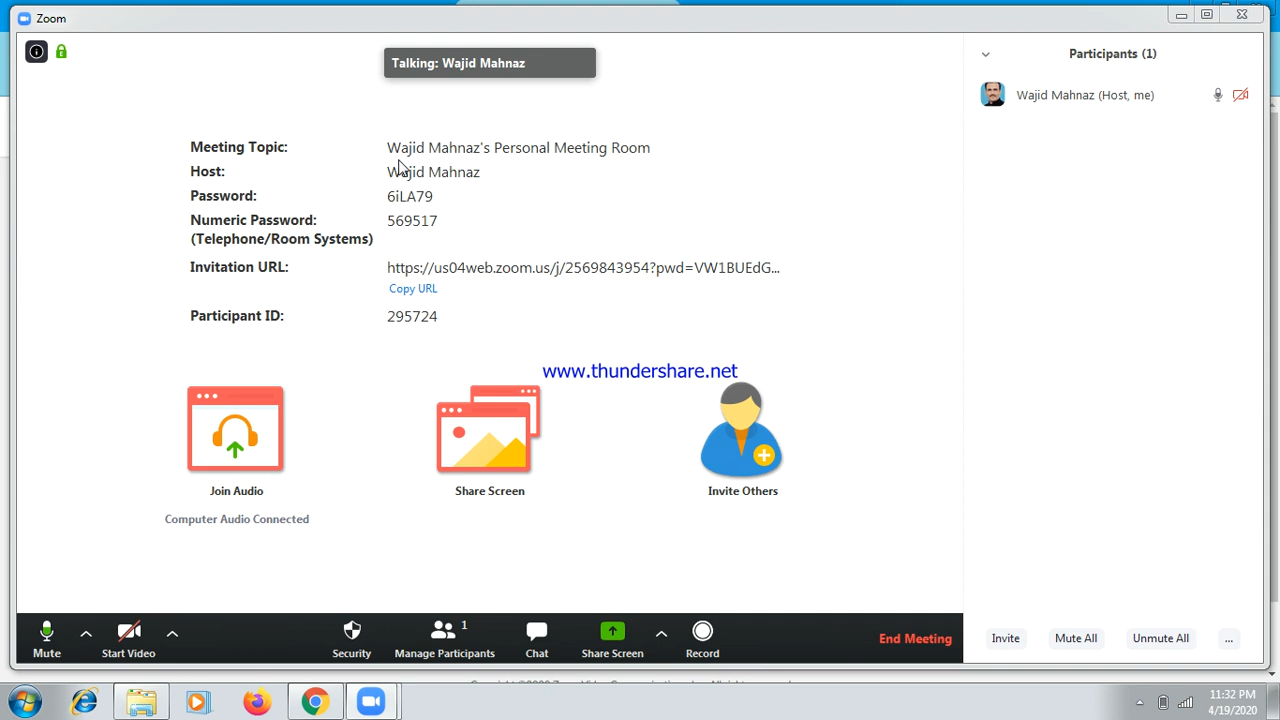 Zoom
Talking: Wajid Mahnaz
Participants (1)
Wajid Mahnaz (Host, me)
Meeting Topic: Wajid Mahnaz's Personal Meeting Room
Host: Wajid Mahnaz
Password: 6iLA79
Numeric Password: 569517
(Telephone/Room Systems)
Invitation URL: https://us04web.zoom.us/j/2569843954?pwd=VW1BUEdG...
Copy URL
Participant ID: 295724
www.thundershare.net
Join Audio
Share Screen
Invite Others
Computer Audio Connected
1
Mute
Start Video
Security
Manage Participants
Chat
Share Screen
Record
End Meeting
Invite
Mute All
Unmute All
...
11:32 PM
4/19/2020